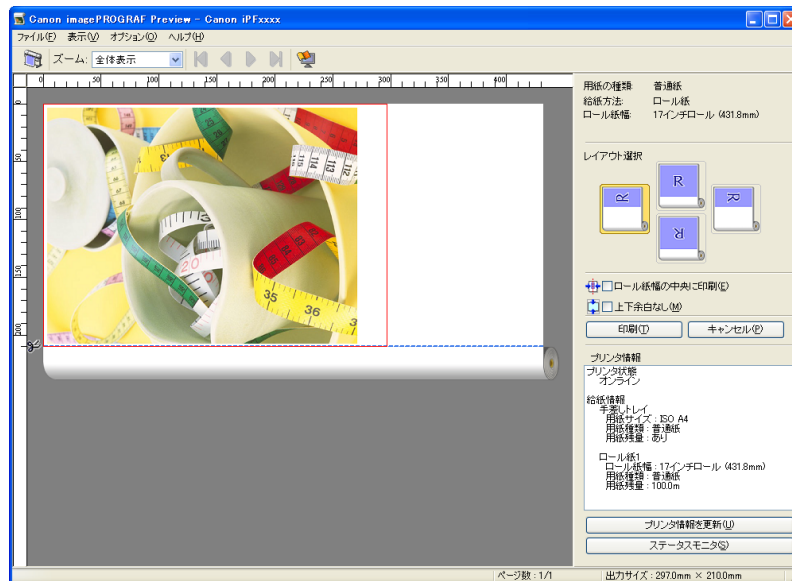 Canon imagePROGRAF Preview - Canon iPFxxxx
ファイル(F) 表示(V) オプション(O) ヘルプ(H)
ズーム: 全体表示
0 50 100 150 200 250 300 350 400
0
50
100
150
200
用紙の種類: 普通紙
給紙方法: ロール紙
ロール紙幅: 17インチロール (431.8mm)
レイアウト選択
R
R
R
R
ロール紙幅の中央に印刷(E)
上下余白なし(M)
印刷(T) キャンセル(P)
プリンタ情報
プリンタ状態
オンライン
給紙情報
手差しトレイ
用紙サイズ : ISO A4
用紙種類 : 普通紙
用紙残量 : あり
ロール紙1
ロール紙幅 : 17インチロール (431.8mm)
用紙種類 : 普通紙
用紙残量 : 100.0m
プリンタ情報を更新(U)
ステータスモニタ(S)
ページ数 : 1/1 出力サイズ : 297.0mm × 210.0mm
115 114 113 112
20
35 36